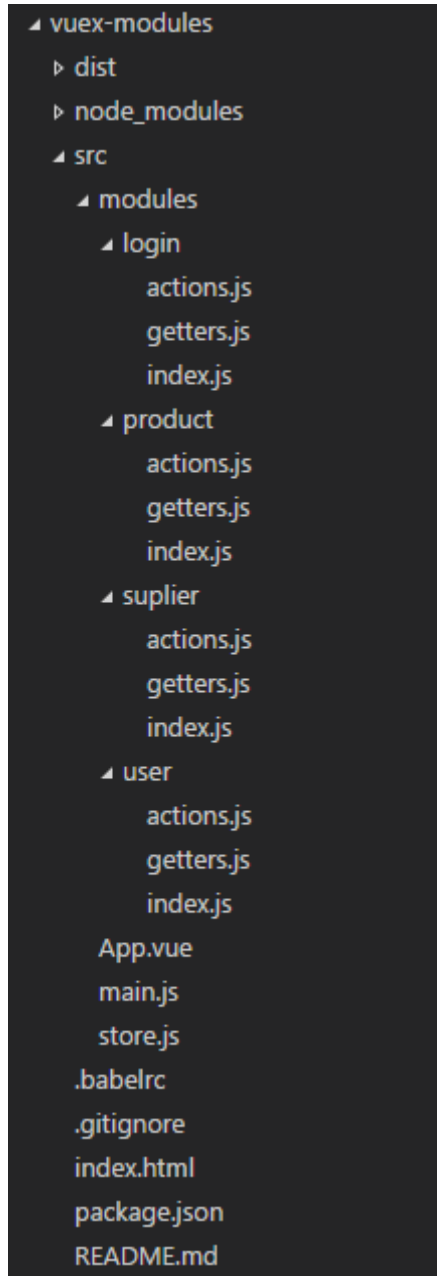 vuex-modules
dist
node_modules
src
modules
login
actions.js
getters.js
index.js
product
actions.js
getters.js
index.js
suplier
actions.js
getters.js
index.js
user
actions.js
getters.js
index.js
App.vue
main.js
store.js
.babelrc
.gitignore
index.html
package.json
README.md